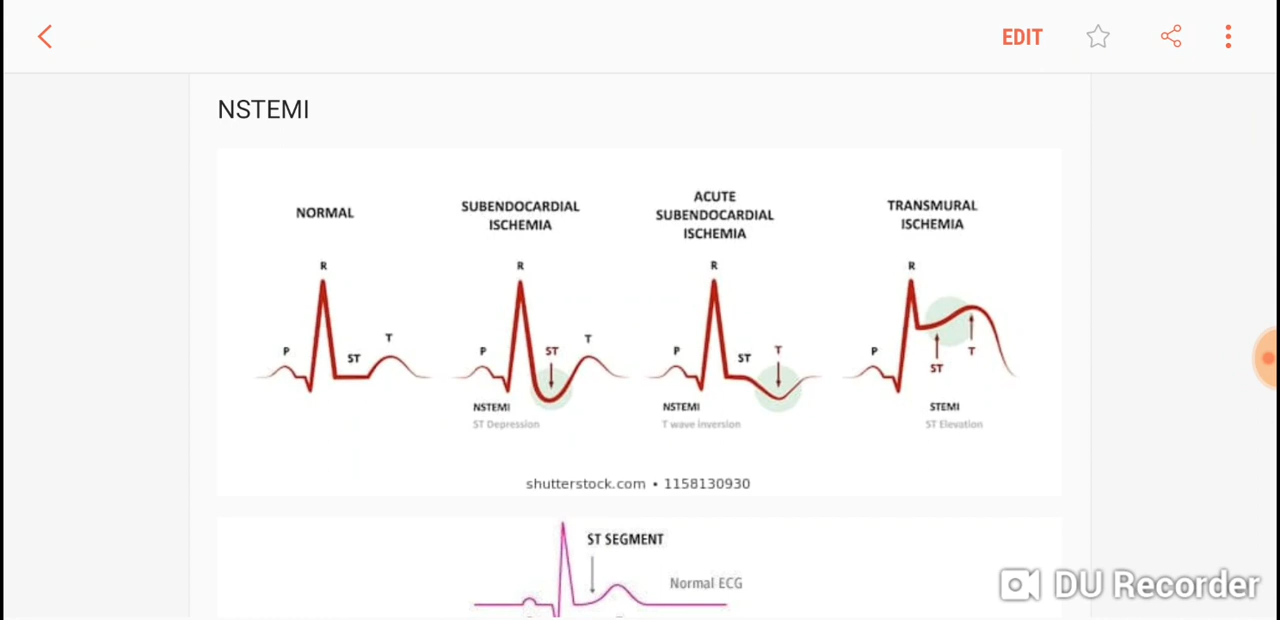 EDIT
NSTEMI
NORMAL
SUBENDOCARDIAL
ISCHEMIA
ACUTE
SUBENDOCARDIAL
ISCHEMIA
TRANSMURAL
ISCHEMIA
R
P
ST
T
R
P
ST
T
NSTEMI
ST Depression
R
P
ST
T
NSTEMI
T wave inversion
R
P
ST
T
STEMI
ST Elevation
shutterstock.com • 1158130930
ST SEGMENT
Normal ECG
DU Recorder